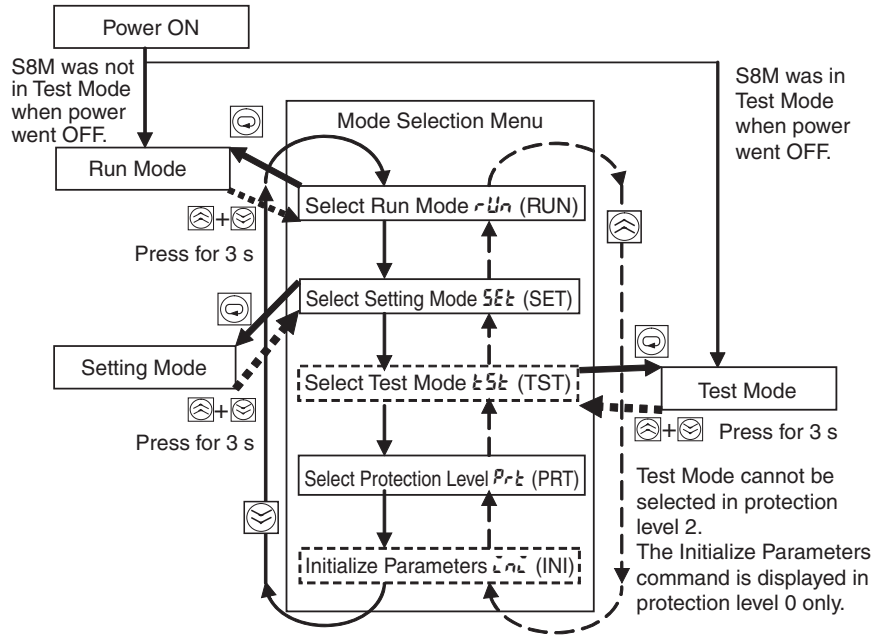 Power ON
S8M was not
in Test Mode
when power
went OFF.
S8M was in
Test Mode
when power
went OFF.
Mode Selection Menu
Run Mode
Select Run Mode rUn (RUN)
+
Press for 3 s
Select Setting Mode SEt (SET)
Setting Mode
+
Press for 3 s
Select Test Mode tSt (TST)
Test Mode
+
Press for 3 s
Select Protection Level Prt (PRT)
Test Mode cannot be
selected in protection
level 2.
The Initialize Parameters
command is displayed in
protection level 0 only.
Initialize Parameters ini (INI)